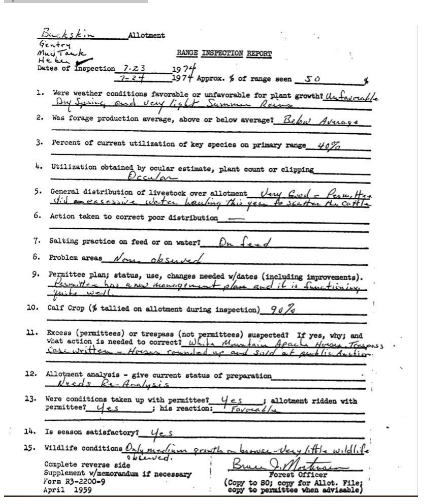 Buckskin Allotment
Gentry
Mud Tank
Heber
RANGE INSPECTION REPORT
Dates of Inspection 7-23 1974
7-24 1974 Approx. % of range seen 50 %
1. Were weather conditions favorable or unfavorable for plant growth? Unfavorable
Dry Spring and very light Summer Rains
2. Was forage production average, above or below average? Below Average
3. Percent of current utilization of key species on primary range 40%
4. Utilization obtained by ocular estimate, plant count or clipping
Occular
5. General distribution of livestock over allotment Very Good - Permittee
did excessive water hauling this year to scatter the cattle
6. Action taken to correct poor distribution —
7. Salting practice on feed or on water? On feed
8. Problem areas None observed
9. Permittee plan; status, use, changes needed w/dates (including improvements).
Permittee has a new management plan and it is functioning
quite well
10. Calf Crop (% tallied on allotment during inspection) 90%
11. Excess (permittees) or trespass (not permittees) suspected? If yes, why; and
what action is needed to correct? White Mountain Apache Horses. Trespass
Case written - Horses rounded up and sold at public Auction
12. Allotment analysis - give current status of preparation
Needs Re-Analysis
13. Were conditions taken up with permittee? Yes ; allotment ridden with
permittee? Yes ; his reaction: Favorable
14. Is season satisfactory? Yes
15. Wildlife conditions Only medium growth on browse - Very little wildlife
observed.
Complete reverse side
Supplement w/memorandum if necessary
Form R3-2200-9
April 1959
Bruce J.
Forest Officer
(Copy to SO; copy for Allot. File;
copy to permittee when advisable)